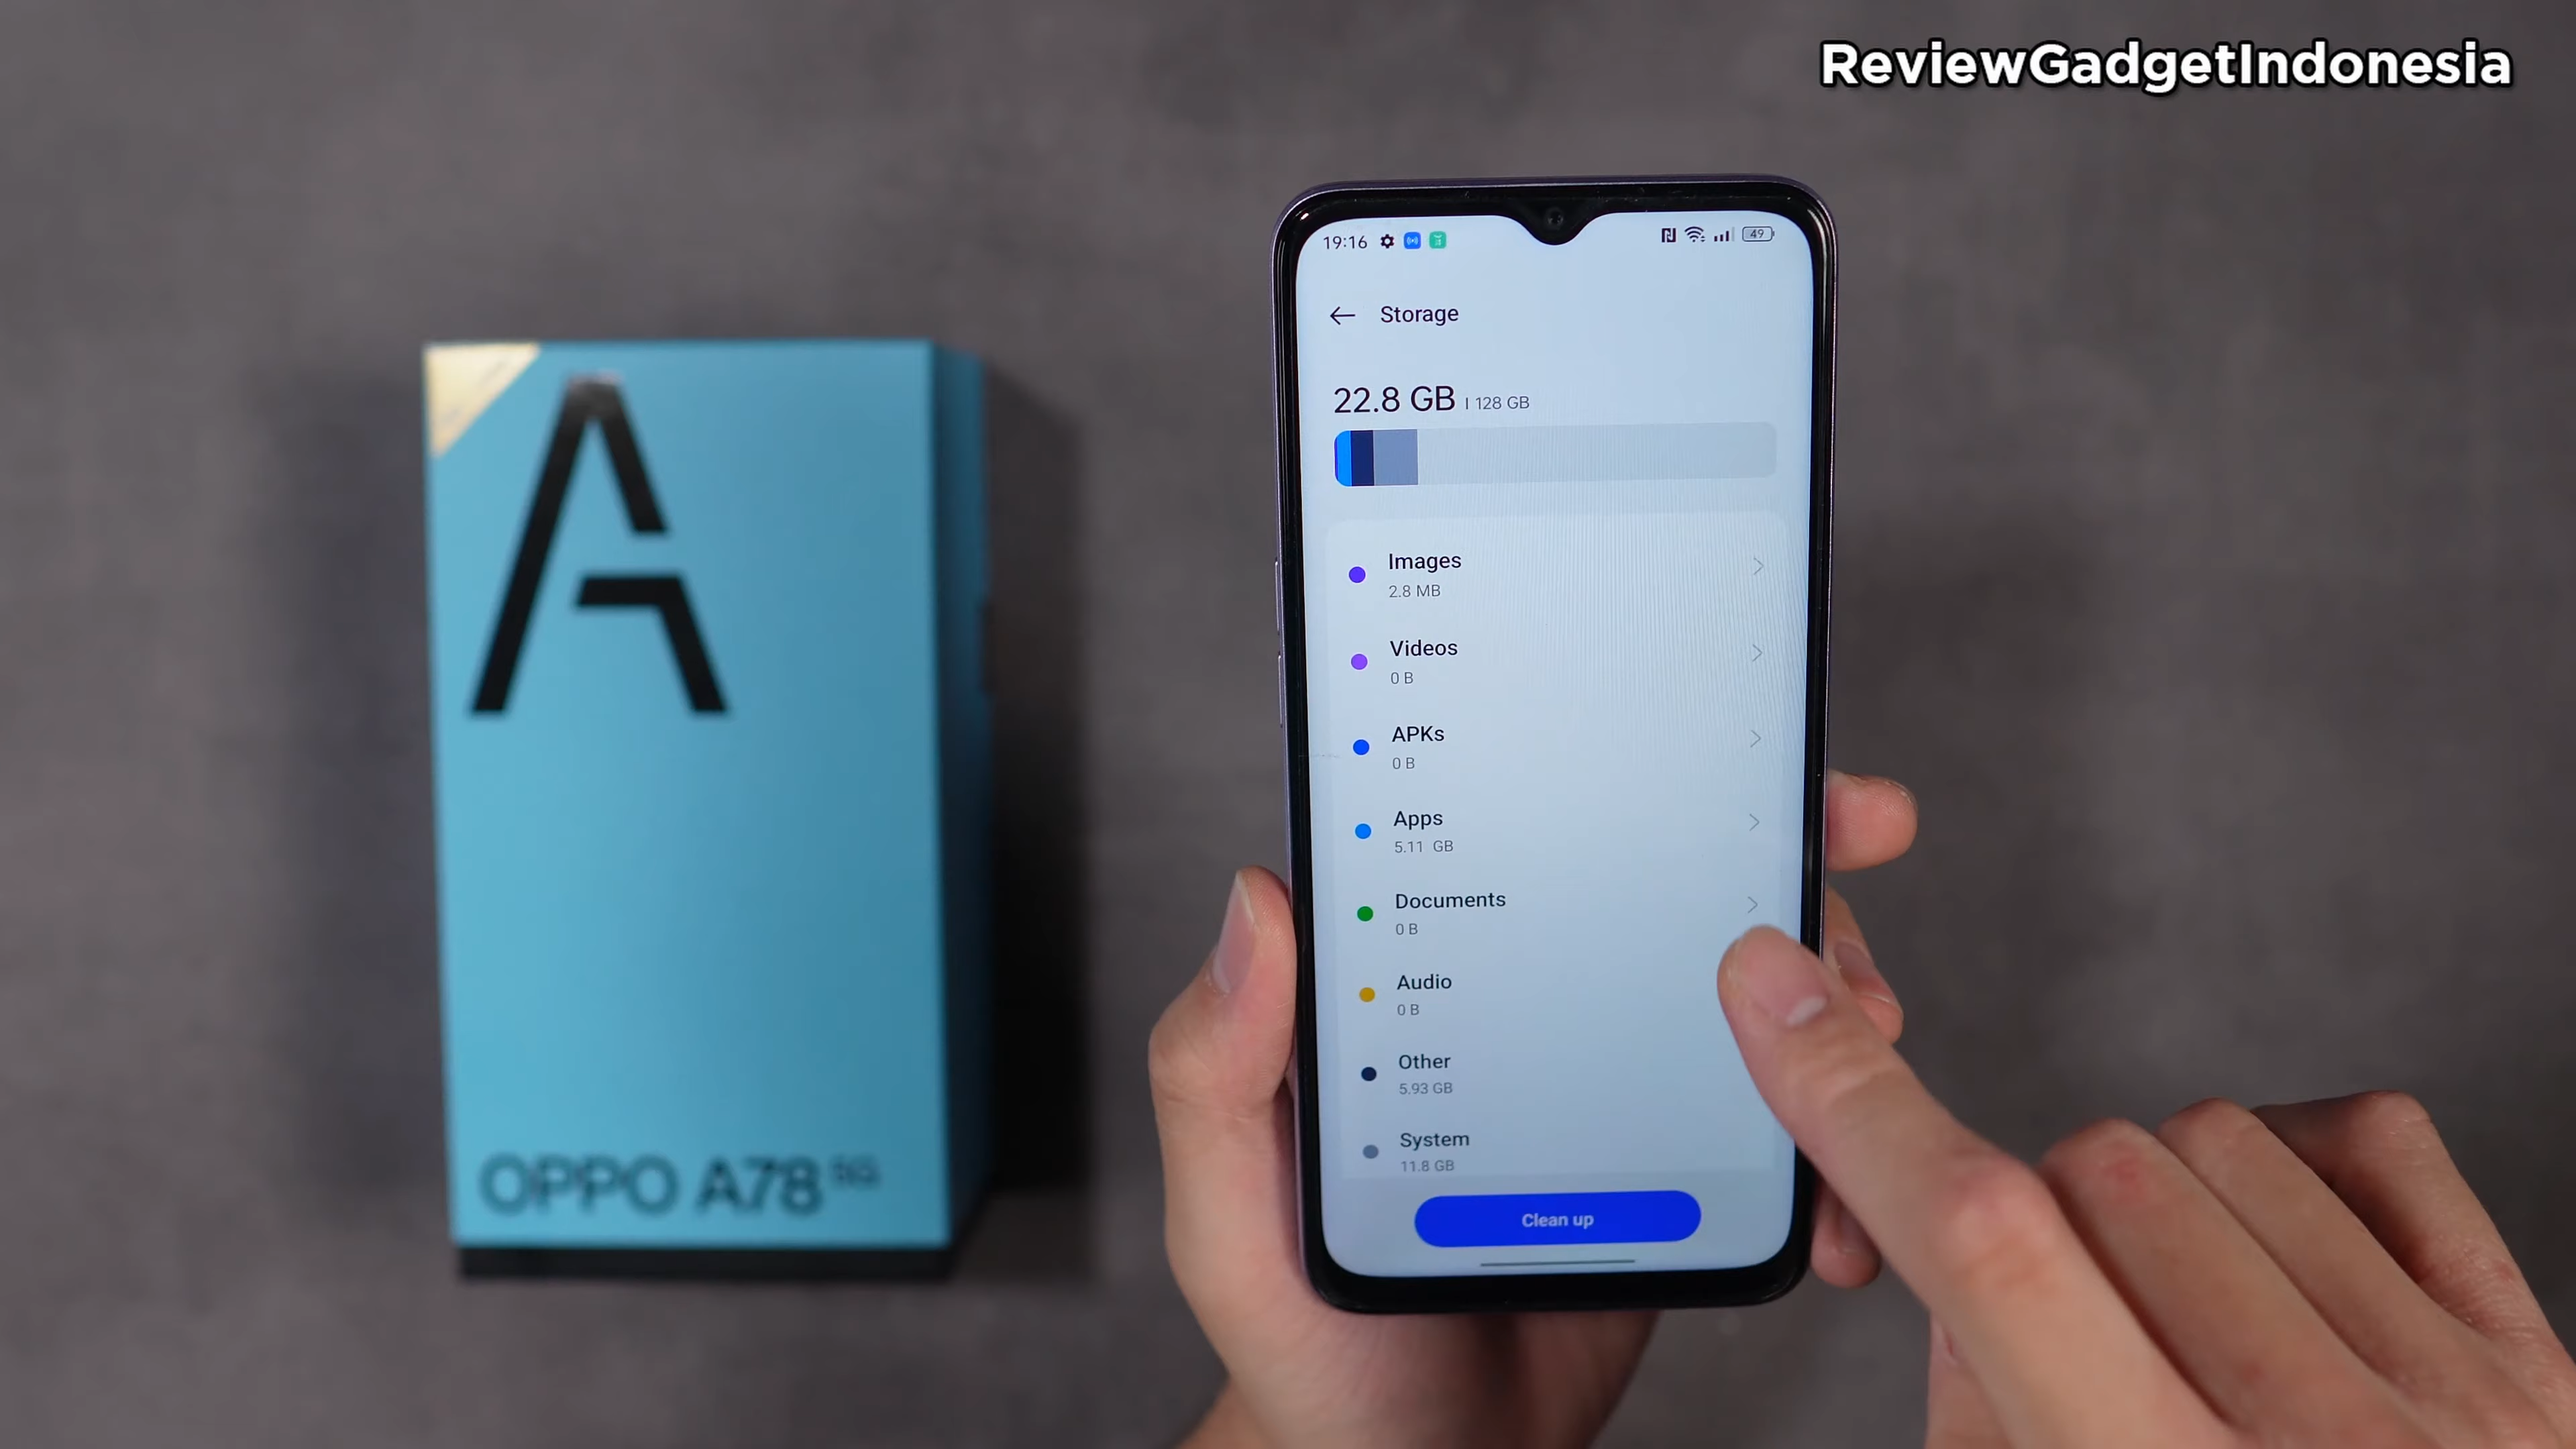 ReviewGadgetIndonesia
19:16
49
Storage
22.8 GB | 128 GB
Images
2.8 MB
Videos
0 B
APKs
0 B
Apps
5.11 GB
Documents
0 B
Audio
0 B
Other
5.93 GB
System
11.8 GB
Clean up
A
OPPO A78 5G